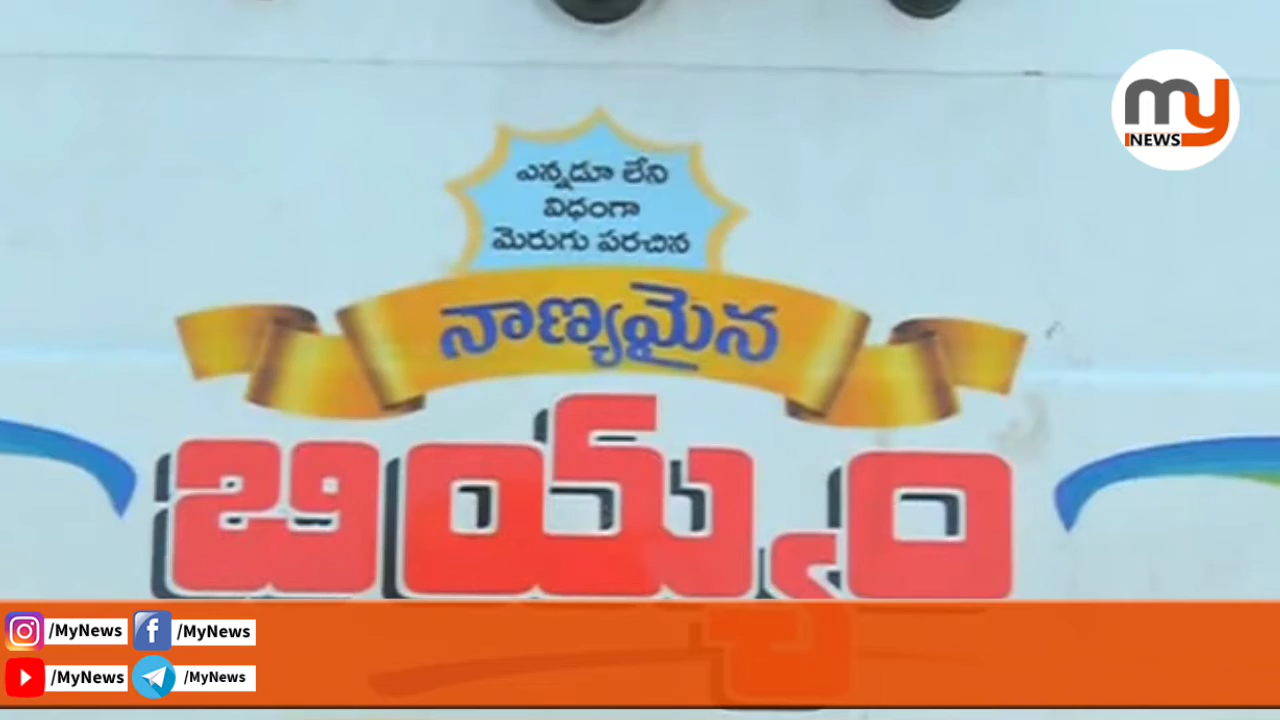 my
NEWS
ఎన్నడూ లేని
విధంగా
మెరుగు పరచిన
నాణ్యమైన
బియ్యం
/MyNews
/MyNews
/MyNews
/MyNews